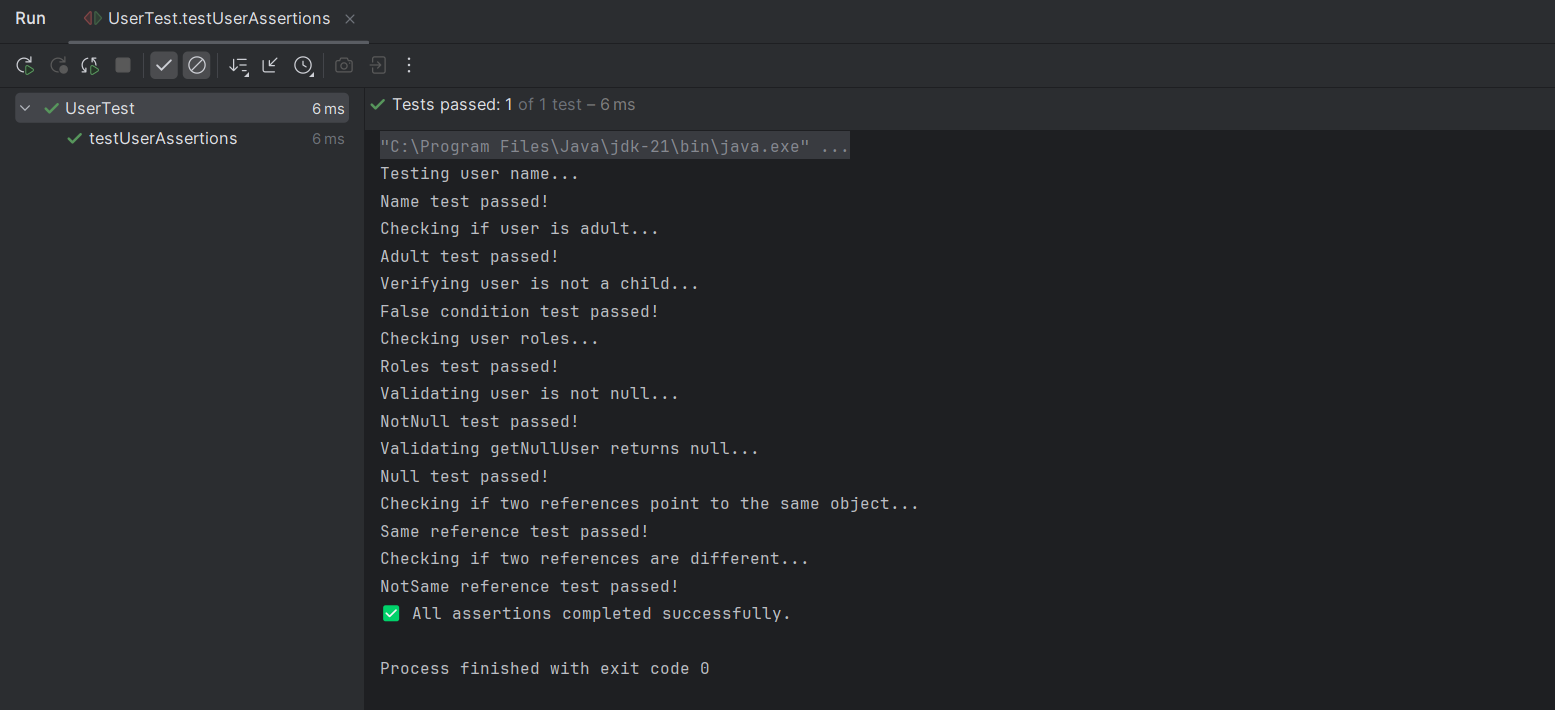 Run UserTest.testUserAssertions
UserTest 6 ms
testUserAssertions 6 ms
Tests passed: 1 of 1 test – 6 ms
"C:\Program Files\Java\jdk-21\bin\java.exe" ...
Testing user name...
Name test passed!
Checking if user is adult...
Adult test passed!
Verifying user is not a child...
False condition test passed!
Checking user roles...
Roles test passed!
Validating user is not null...
NotNull test passed!
Validating getNullUser returns null...
Null test passed!
Checking if two references point to the same object...
Same reference test passed!
Checking if two references are different...
NotSame reference test passed!
✅ All assertions completed successfully.
Process finished with exit code 0